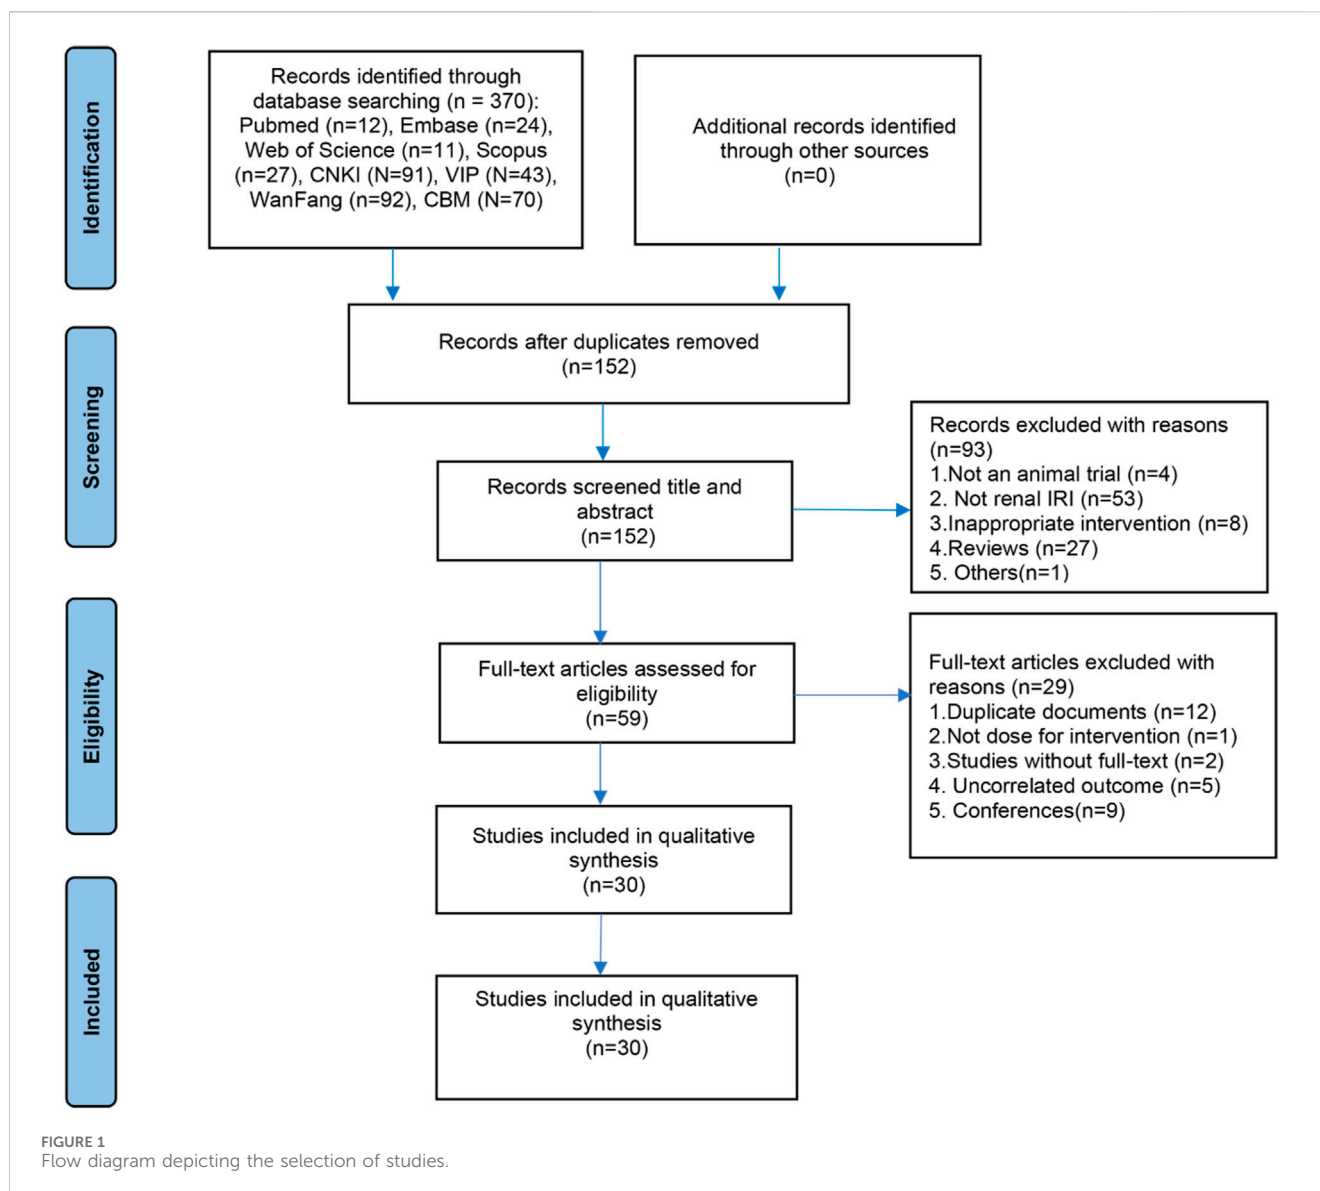 Identification
Records identified through
database searching (n = 370):
Pubmed (n=12), Embase (n=24),
Web of Science (n=11), Scopus
(n=27), CNKI (N=91), VIP (N=43),
WanFang (n=92), CBM (N=70)
Additional records identified
through other sources
(n=0)
Records after duplicates removed
(n=152)
Screening
Records screened title and
abstract
(n=152)
Records excluded with reasons
(n=93)
1.Not an animal trial (n=4)
2. Not renal IRI (n=53)
3.Inappropriate intervention (n=8)
4.Reviews (n=27)
5. Others(n=1)
Eligibility
Full-text articles assessed for
eligibility
(n=59)
Full-text articles excluded with
reasons (n=29)
1.Duplicate documents (n=12)
2.Not dose for intervention (n=1)
3.Studies without full-text (n=2)
4. Uncorrelated outcome (n=5)
5. Conferences(n=9)
Studies included in qualitative
synthesis
(n=30)
Included
Studies included in qualitative
synthesis
(n=30)
FIGURE 1
Flow diagram depicting the selection of studies.